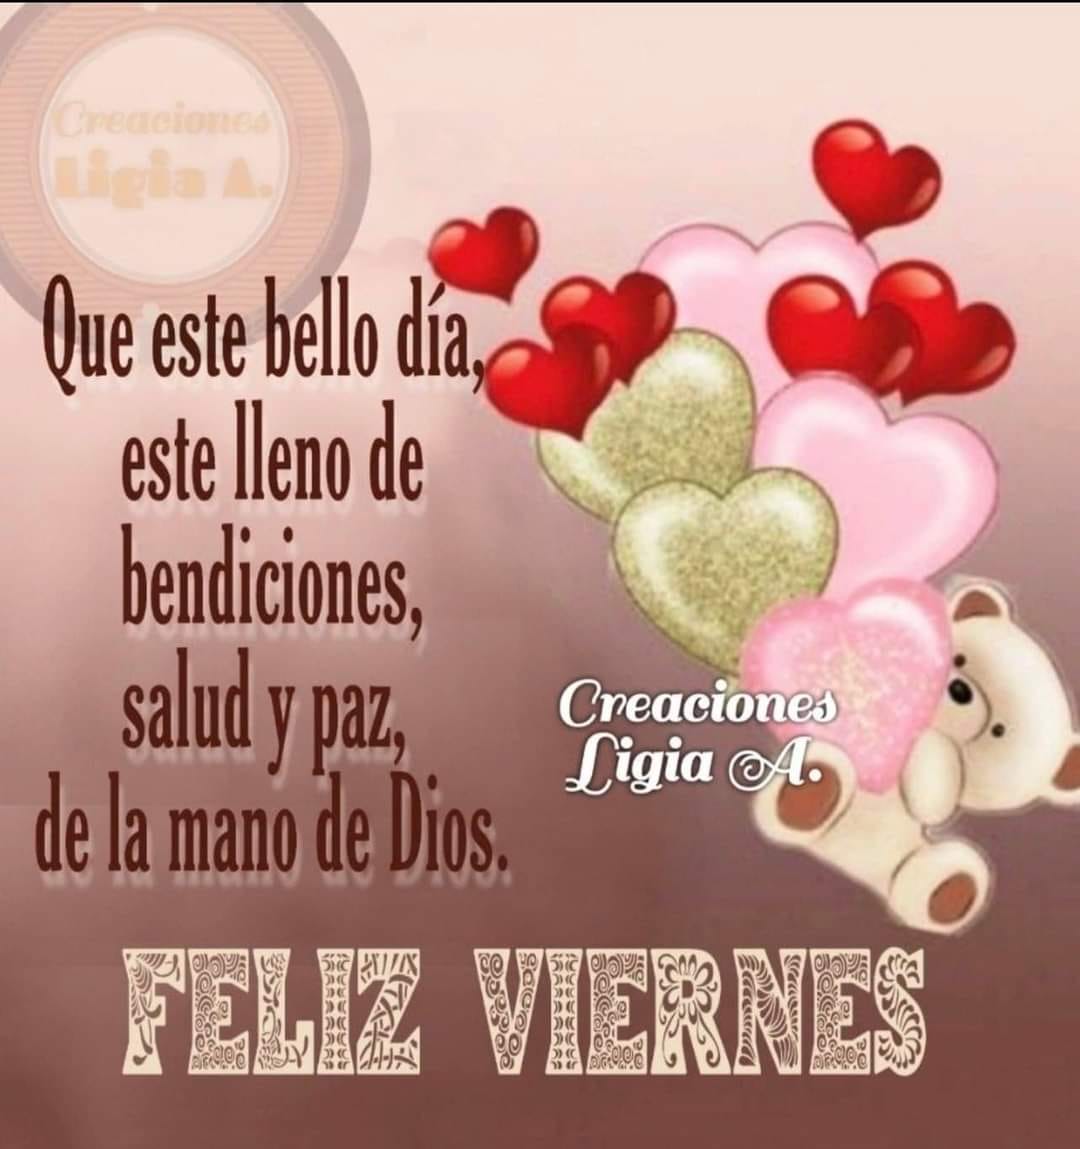 Creaciones
Ligia A.
Que este bello día,
este lleno de
bendiciones,
salud y paz,
de la mano de Dios.
Creaciones
Ligia A.
FELIZ VIERNES